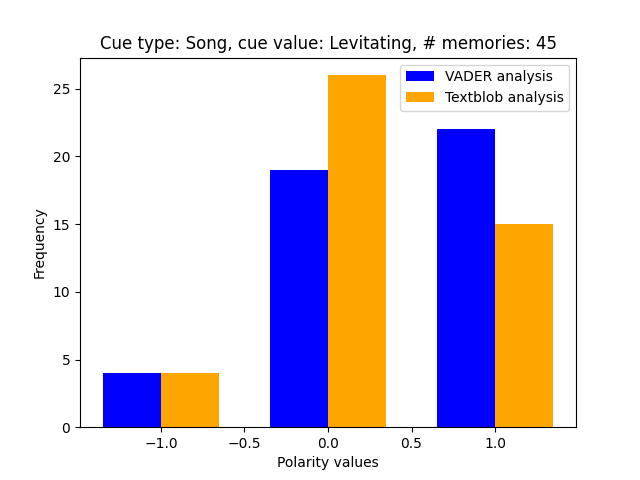 Cue type: Song, cue value: Levitating, # memories: 45
VADER analysis
Textblob analysis
25
20
15
10
5
0
Frequency
−1.0 −0.5 0.0 0.5 1.0
Polarity values